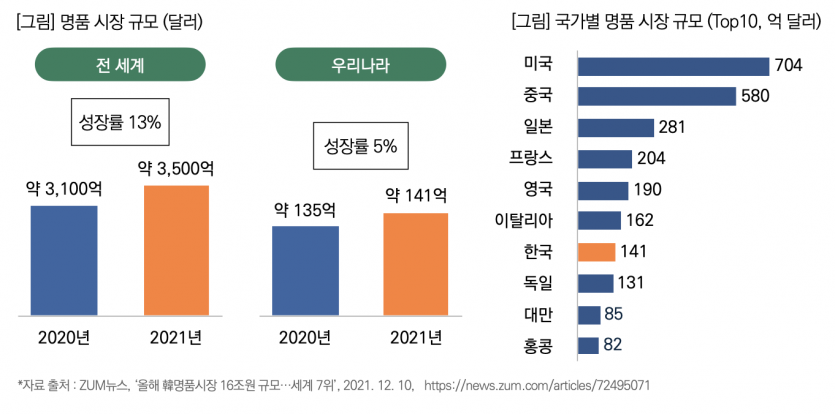 [그림] 명품 시장 규모 (달러)
전 세계
성장률 13%
약 3,100억
약 3,500억
2020년
2021년
우리나라
성장률 5%
약 135억
약 141억
2020년
2021년
[그림] 국가별 명품 시장 규모 (Top10, 억 달러)
미국 704
중국 580
일본 281
프랑스 204
영국 190
이탈리아 162
한국 141
독일 131
대만 85
홍콩 82
*자료 출처 : ZUM뉴스, ‘올해 韓명품시장 16조원 규모…세계 7위’, 2021. 12. 10, https://news.zum.com/articles/72495071